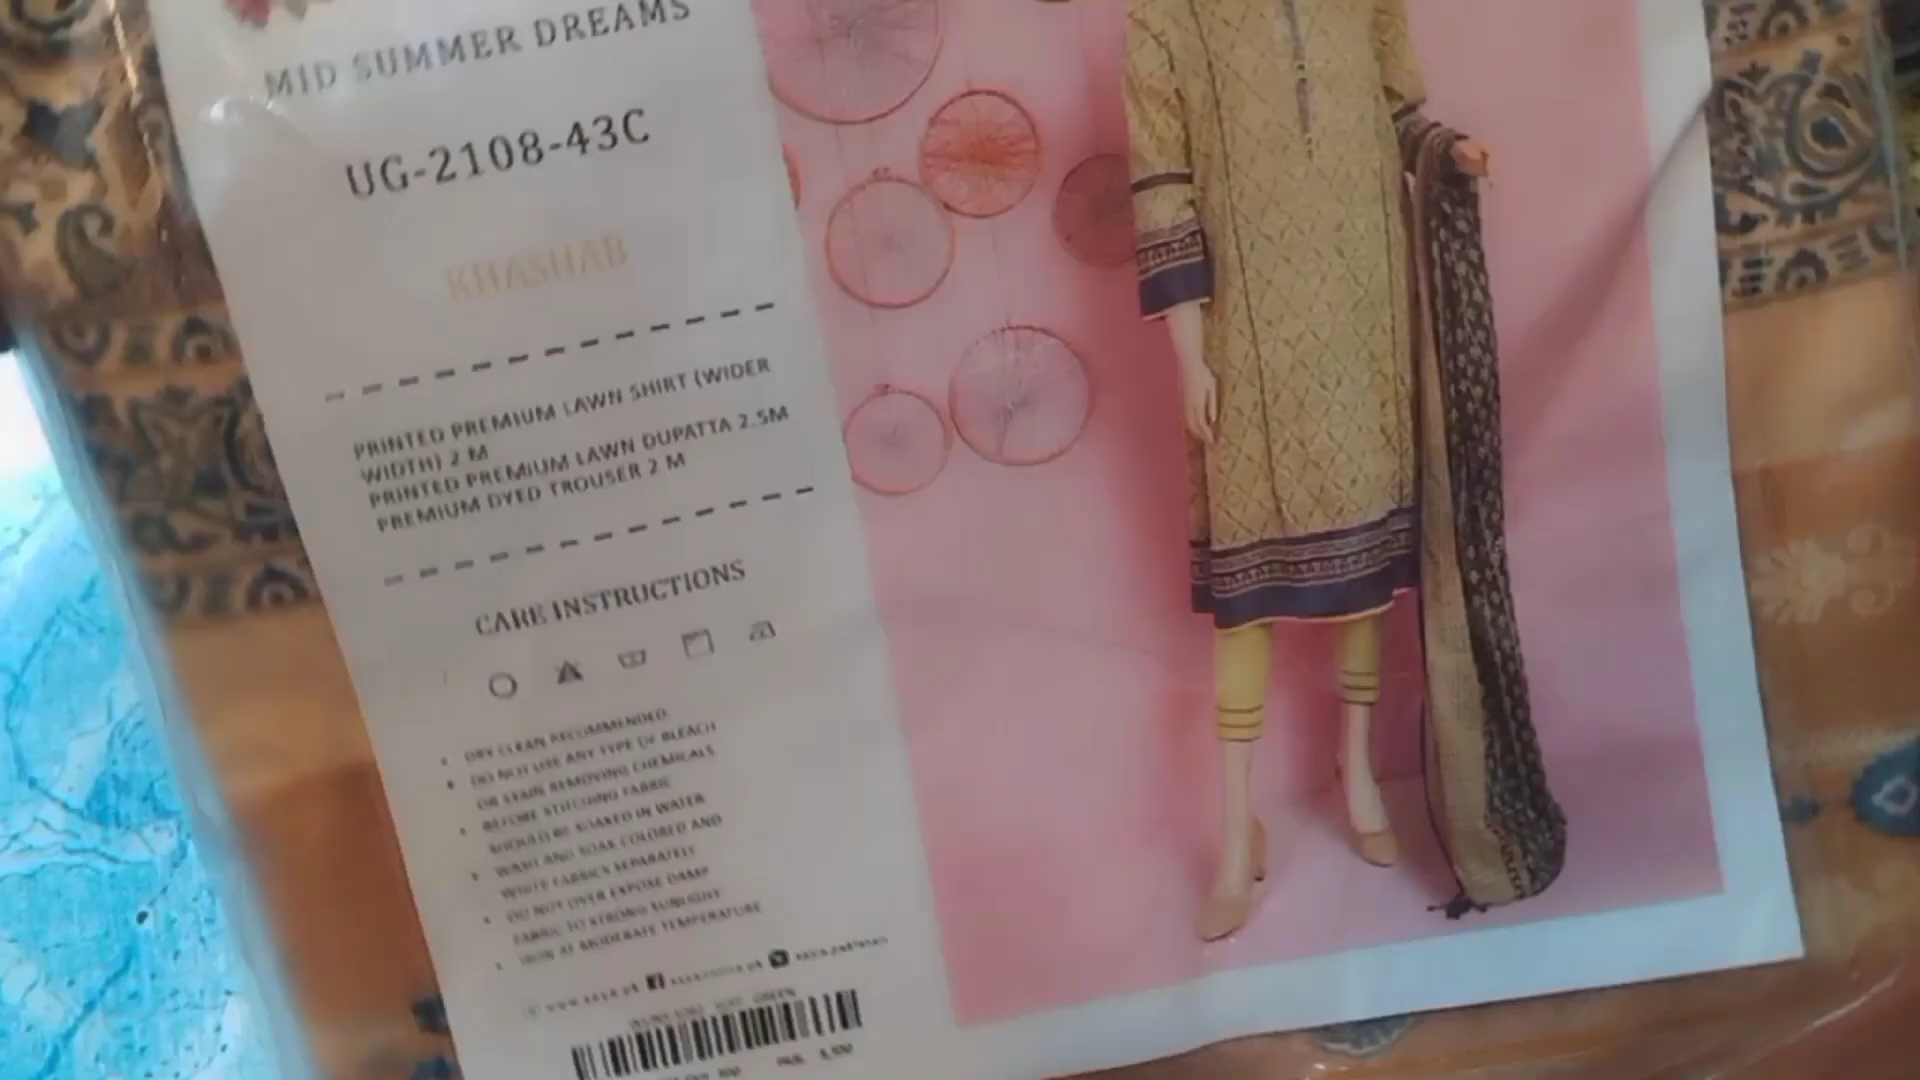 MID SUMMER DREAMS
UG-2108-43C
KHASHAB
PRINTED PREMIUM LAWN SHIRT (WIDER
WIDTH) 2 M
PRINTED PREMIUM LAWN DUPATTA 2.5M
PREMIUM DYED TROUSER 2 M
CARE INSTRUCTIONS
• DRY CLEAN RECOMMENDED
• DO NOT USE ANY TYPE OF BLEACH
OR STAIN REMOVING CHEMICALS
• BEFORE STITCHING FABRIC
SHOULD BE SOAKED IN WATER
• WASH AND SOAK COLORED AND
WHITE FABRICS SEPARATELY
• DO NOT OVER EXPOSE DAMP
FABRIC TO STRONG SUNLIGHT
• IRON AT MODERATE TEMPERATURE
GREEN